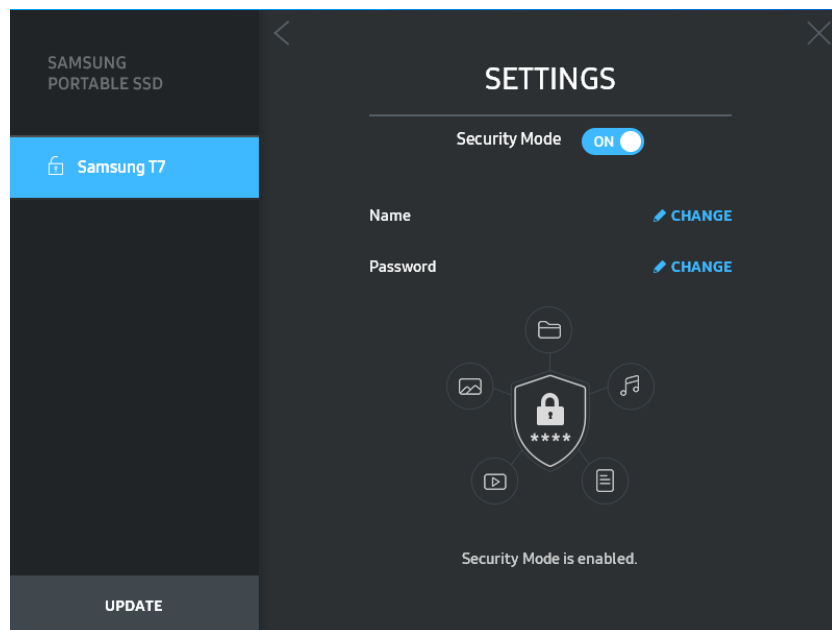 SAMSUNG
PORTABLE SSD
Samsung T7
UPDATE
SETTINGS
Security Mode ON
Name CHANGE
Password CHANGE
****
Security Mode is enabled.